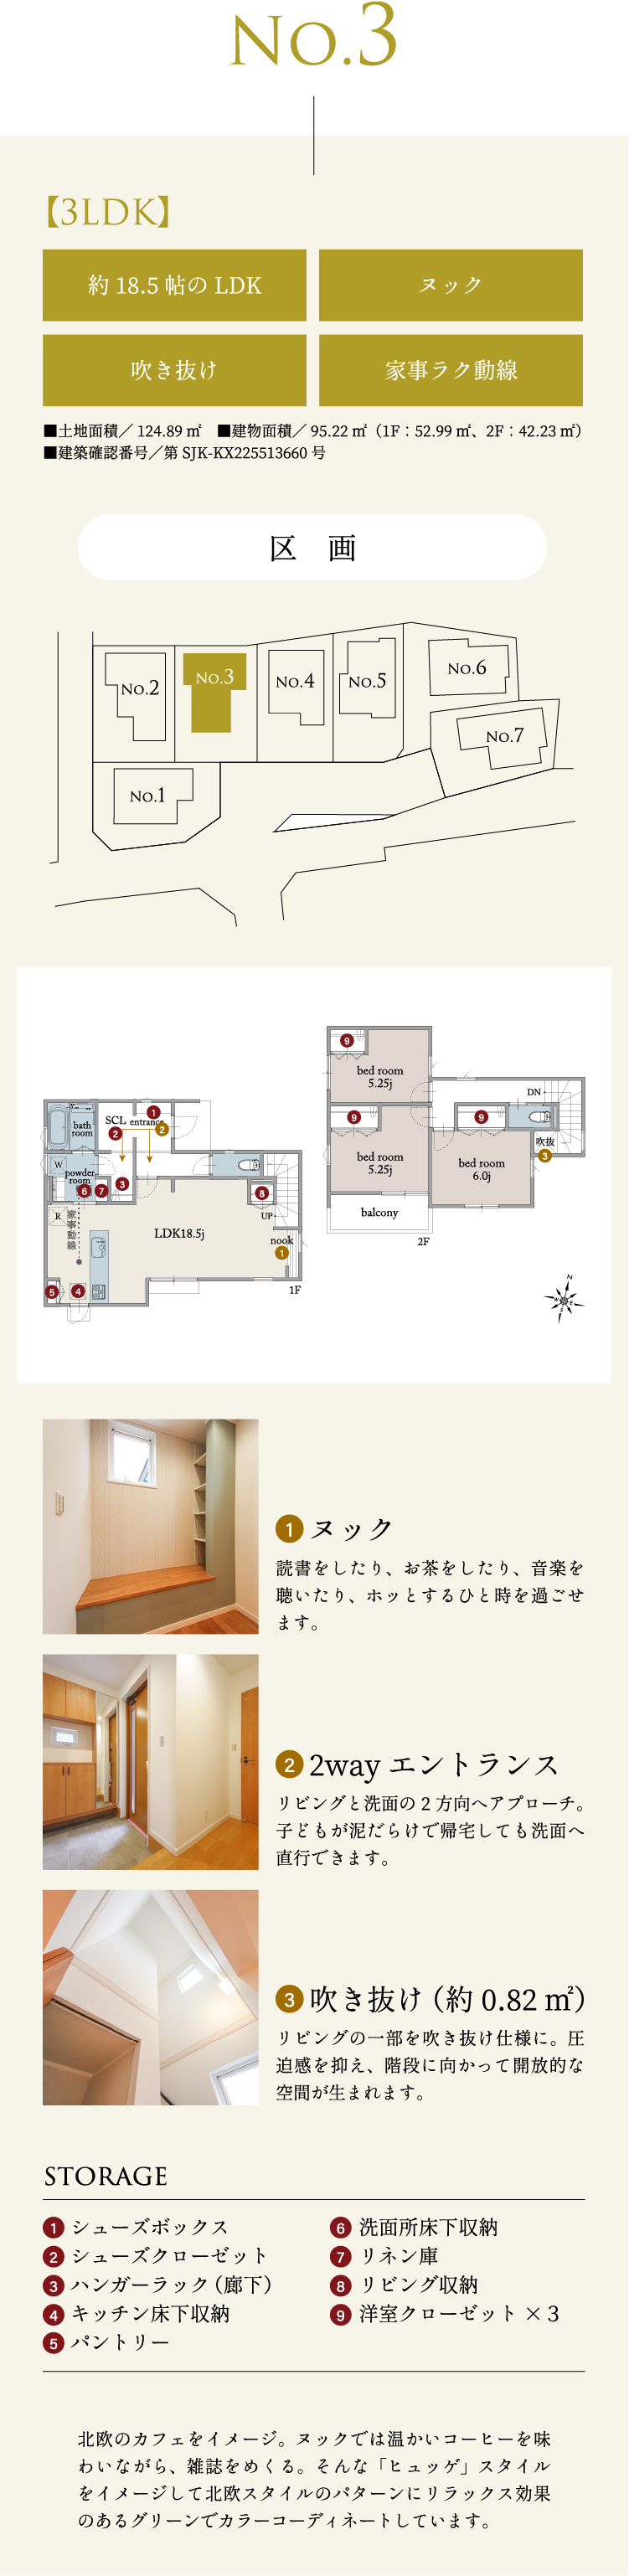 No.3
【3LDK】
約 18.5 帖の LDK
ヌック
吹き抜け
家事ラク動線
■土地面積／ 124.89 ㎡　■建物面積／ 95.22 ㎡（1F：52.99 ㎡、2F：42.23 ㎡）
■建築確認番号／第 SJK-KX225513660 号
区　画
No.2
No.3
No.4
No.5
No.6
No.7
No.1
9
bed room
5.25j
DN
9
9
吹抜
3
bed room
5.25j
bed room
6.0j
balcony
2F
bath
room
SCL
2
1
entrance
2
W
powder
room
6
7
3
8
R
家事動線
LDK18.5j
UP
nook
1
5
4
1F
N
W
E
S
1 ヌック
読書をしたり、お茶をしたり、音楽を
聴いたり、ホッとするひと時を過ごせ
ます。
2 2way エントランス
リビングと洗面の 2 方向へアプローチ。
子どもが泥だらけで帰宅しても洗面へ
直行できます。
3 吹き抜け（約 0.82 ㎡）
リビングの一部を吹き抜け仕様に。圧
迫感を抑え、階段に向かって開放的な
空間が生まれます。
STORAGE
1 シューズボックス
2 シューズクローゼット
3 ハンガーラック（廊下）
4 キッチン床下収納
5 パントリー
6 洗面所床下収納
7 リネン庫
8 リビング収納
9 洋室クローゼット × 3
北欧のカフェをイメージ。ヌックでは温かいコーヒーを味
わいながら、雑誌をめくる。そんな「ヒュッゲ」スタイル
をイメージして北欧スタイルのパターンにリラックス効果
のあるグリーンでカラーコーディネートしています。